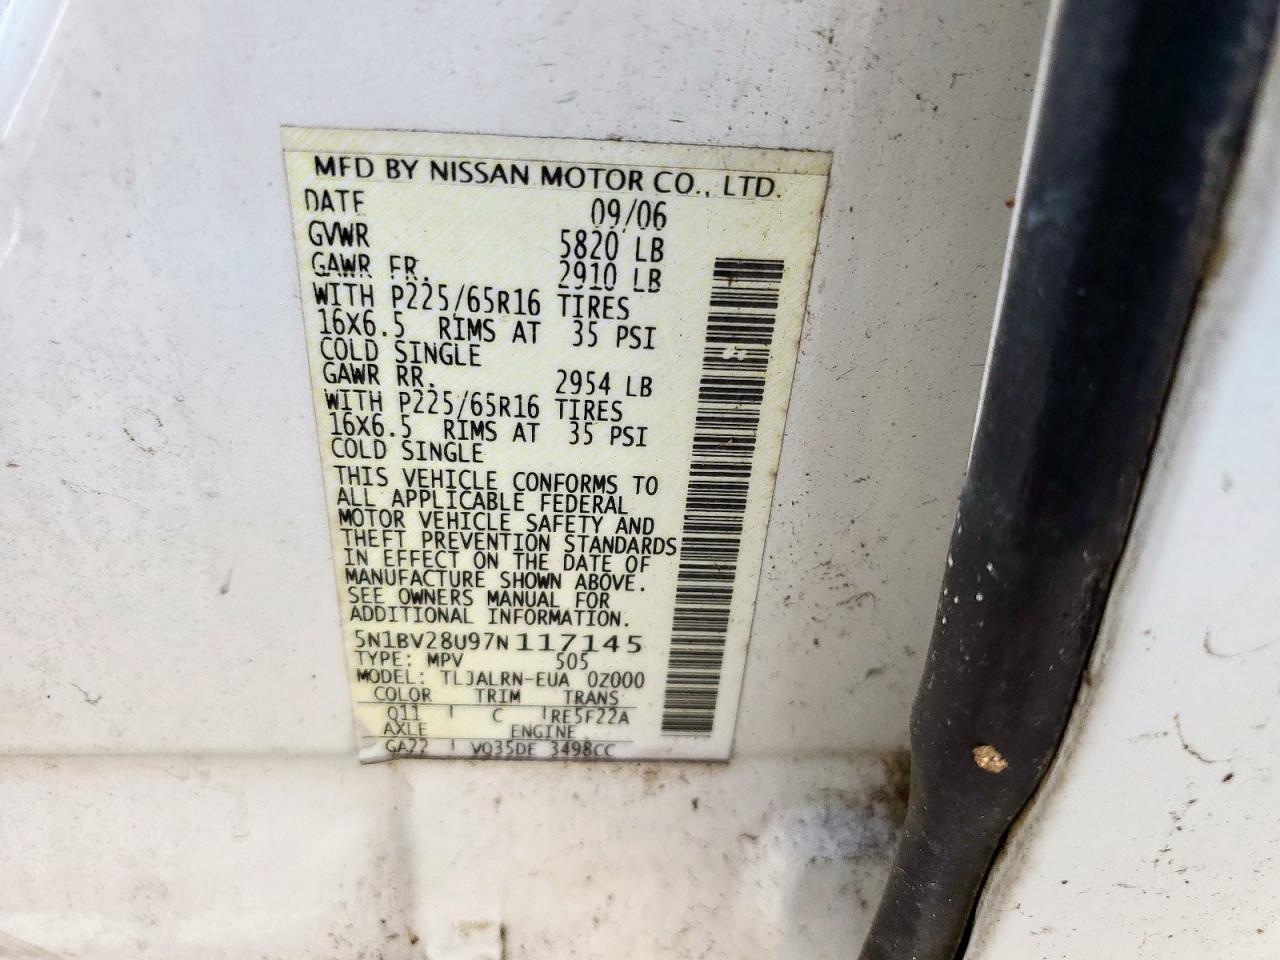 MFD BY NISSAN MOTOR CO., LTD.
DATE 09/06
GVWR 5820 LB
GAWR FR. 2910 LB
WITH P225/65R16 TIRES
16X6.5 RIMS AT 35 PSI
COLD SINGLE
GAWR RR. 2954 LB
WITH P225/65R16 TIRES
16X6.5 RIMS AT 35 PSI
COLD SINGLE
THIS VEHICLE CONFORMS TO
ALL APPLICABLE FEDERAL
MOTOR VEHICLE SAFETY AND
THEFT PREVENTION STANDARDS
IN EFFECT ON THE DATE OF
MANUFACTURE SHOWN ABOVE.
SEE OWNERS MANUAL FOR
ADDITIONAL INFORMATION.
5N1BV28U97N117145
TYPE: MPV 505
MODEL: TLJALRN-EUA 0Z000
COLOR TRIM TRANS
Q11 C RE5F22A
AXLE ENGINE
GA22 VQ35DE 3498CC